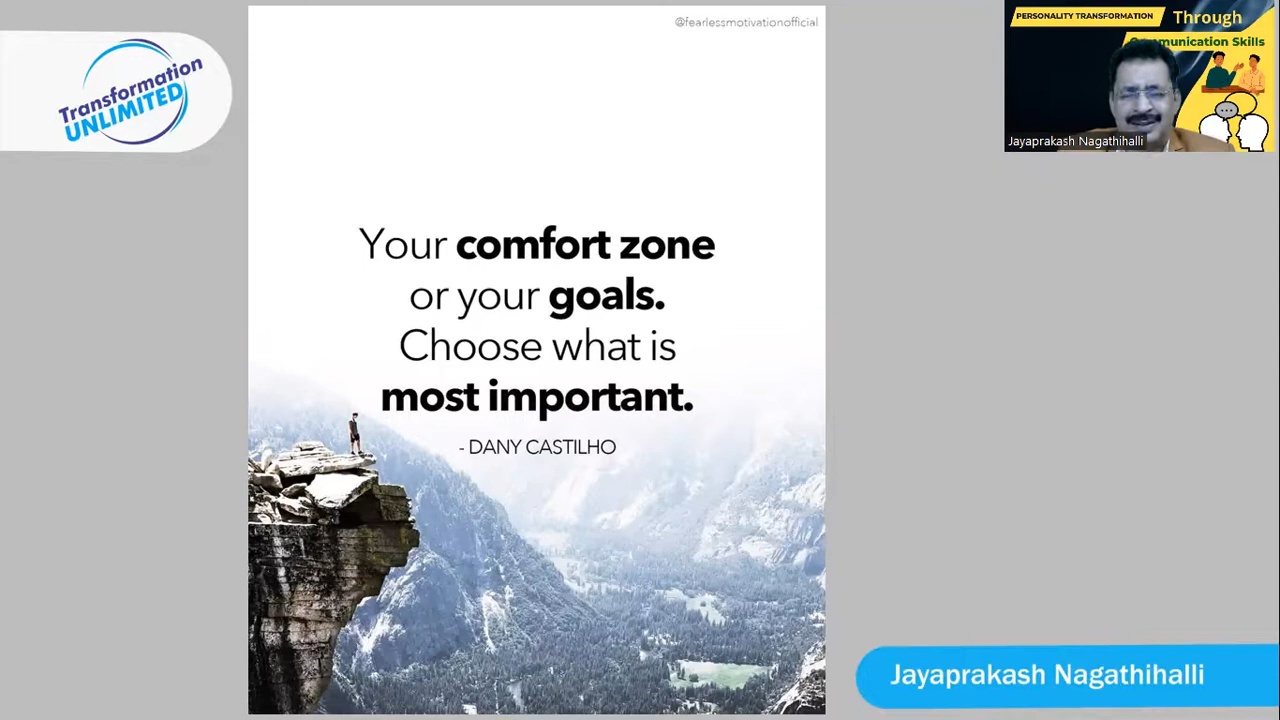 @fearlessmotivationofficial
Transformation
UNLIMITED
PERSONALITY TRANSFORMATION
Through
Communication Skills
Jayaprakash Nagathihalli
Your comfort zone
or your goals.
Choose what is
most important.
- DANY CASTILHO
Jayaprakash Nagathihalli